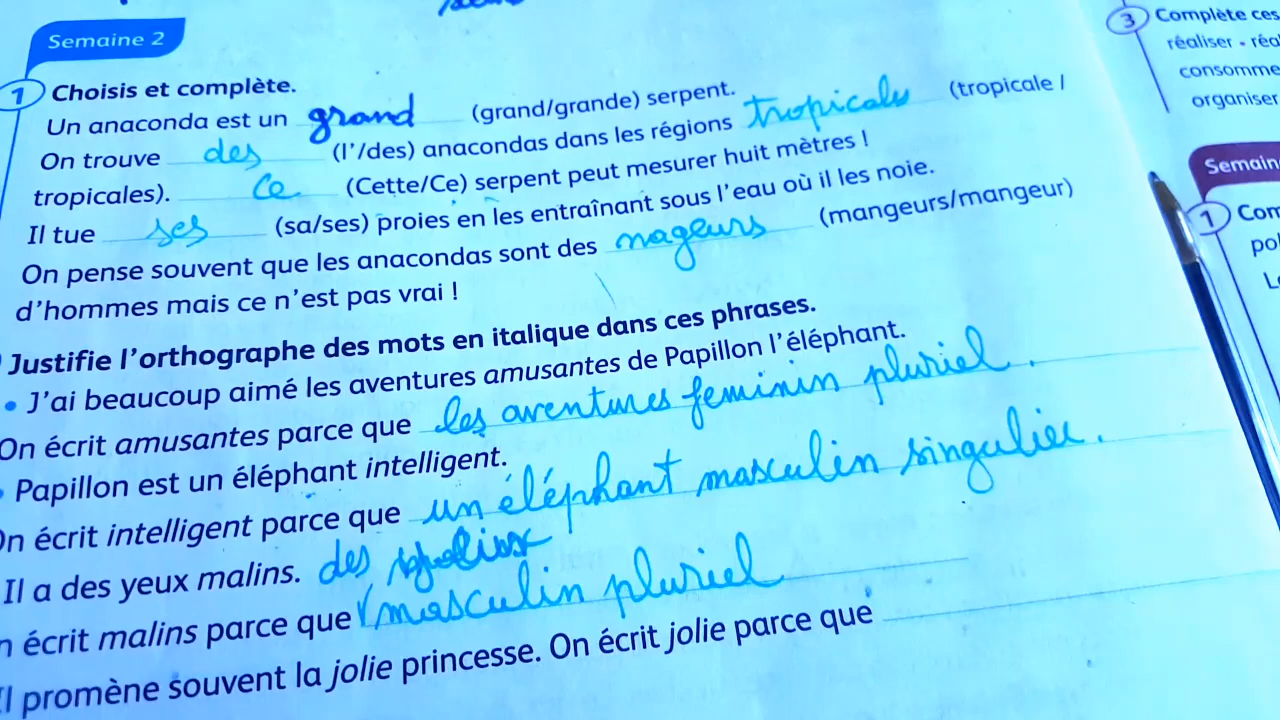 Semaine 2
1 Choisis et complète.
Un anaconda est un grand (grand/grande) serpent.
On trouve des (l'/des) anacondas dans les régions tropicales (tropicale /
tropicales). Ce (Cette/Ce) serpent peut mesurer huit mètres !
Il tue ses (sa/ses) proies en les entraînant sous l'eau où il les noie.
On pense souvent que les anacondas sont des nageurs (mangeurs/mangeur)
d'hommes mais ce n'est pas vrai !
Justifie l'orthographe des mots en italique dans ces phrases.
• J'ai beaucoup aimé les aventures amusantes de Papillon l'éléphant.
On écrit amusantes parce que les aventures feminin pluriel.
• Papillon est un éléphant intelligent.
On écrit intelligent parce que un éléphant masculin singulier.
Il a des yeux malins. des
écrit malins parce que masculin pluriel
Il promène souvent la jolie princesse. On écrit jolie parce que
3 Complète ces
réaliser •
consomme
organiser
Semain
1